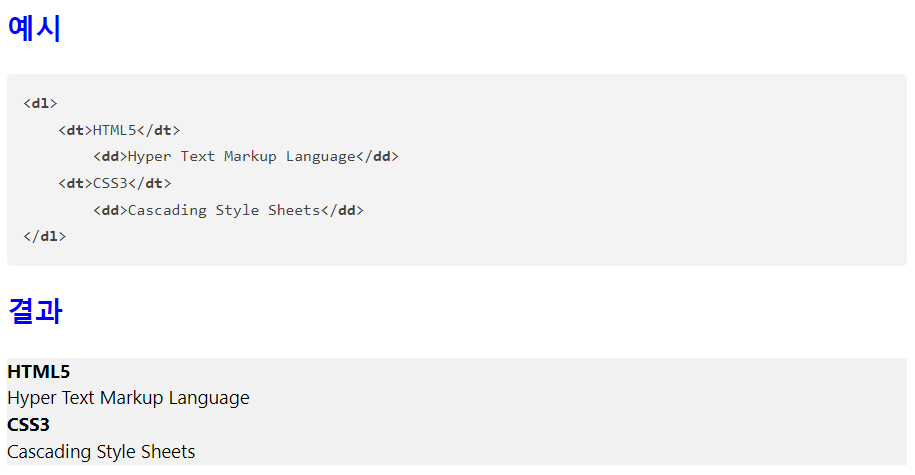 예시
<dl>
    <dt>HTML5</dt>
        <dd>Hyper Text Markup Language</dd>
    <dt>CSS3</dt>
        <dd>Cascading Style Sheets</dd>
</dl>
결과
HTML5
Hyper Text Markup Language
CSS3
Cascading Style Sheets